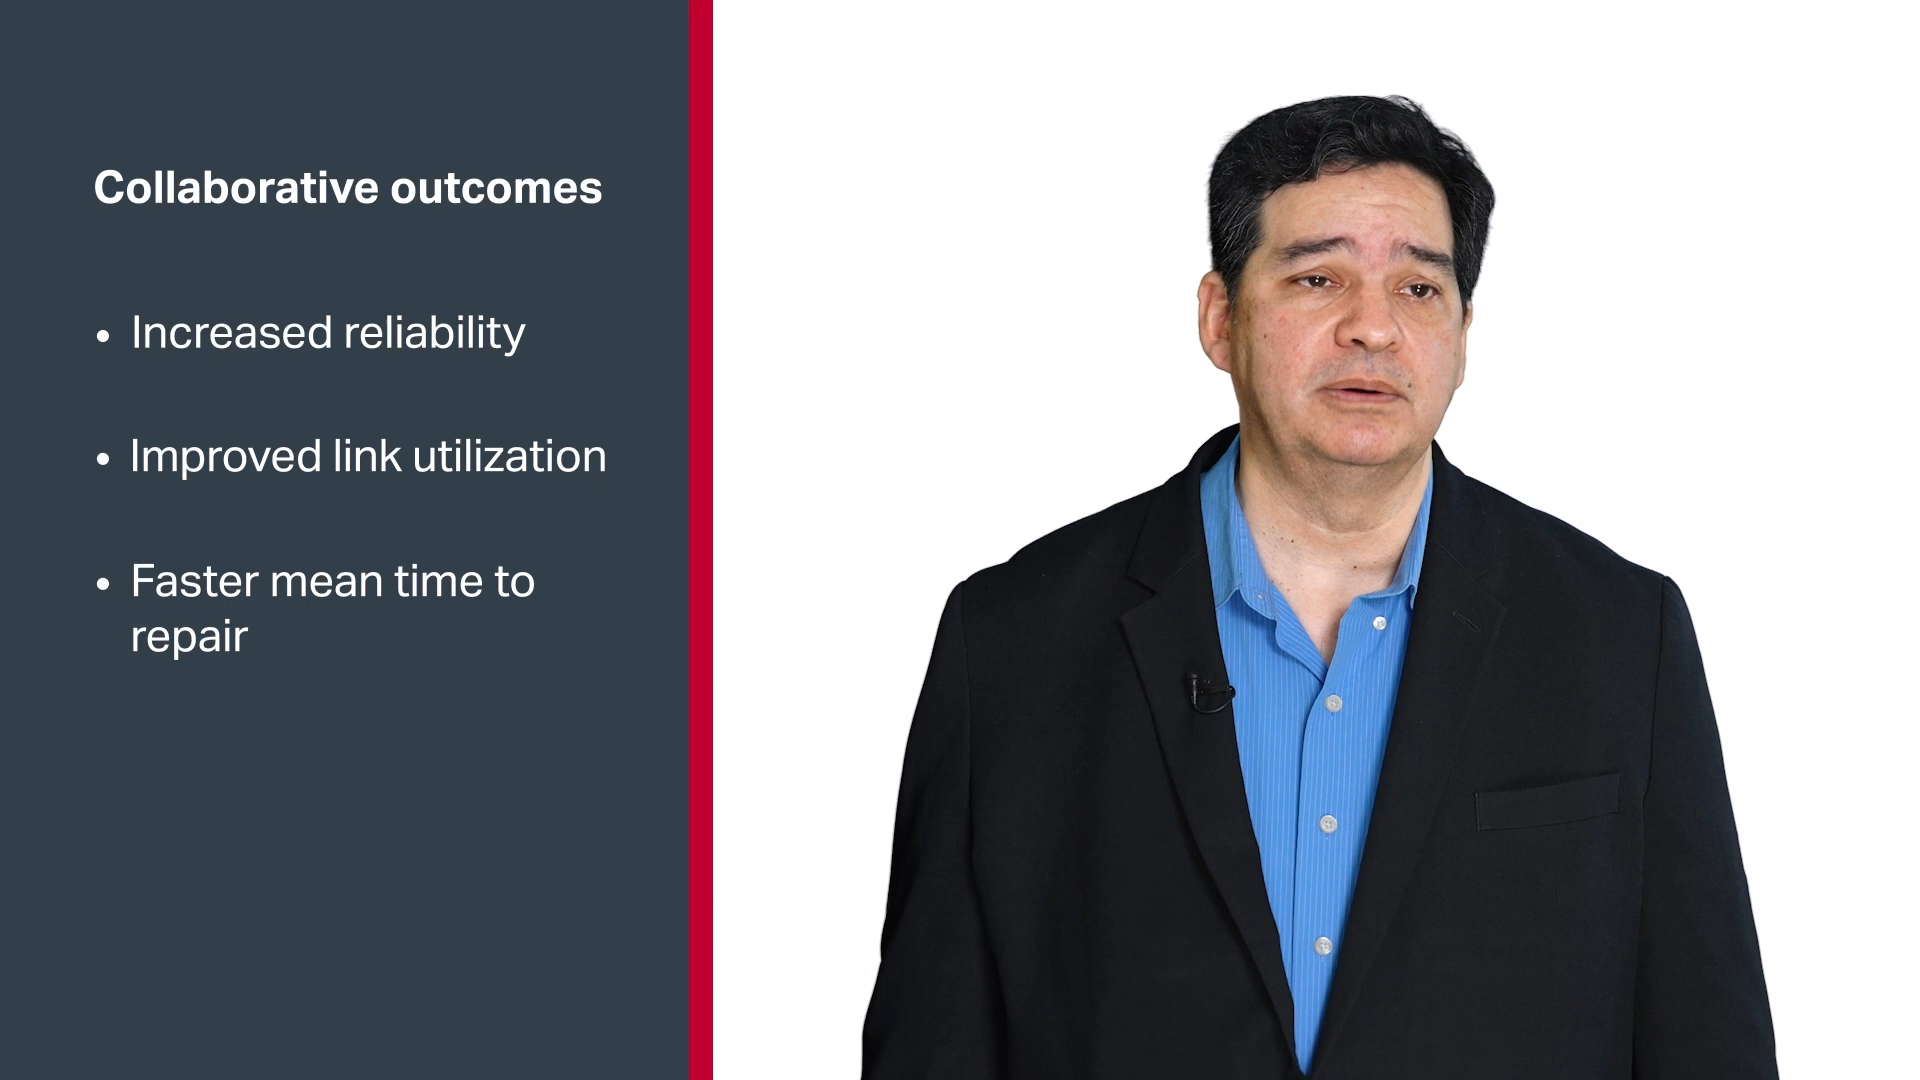 Collaborative outcomes
• Increased reliability
• Improved link utilization
• Faster mean time to
repair